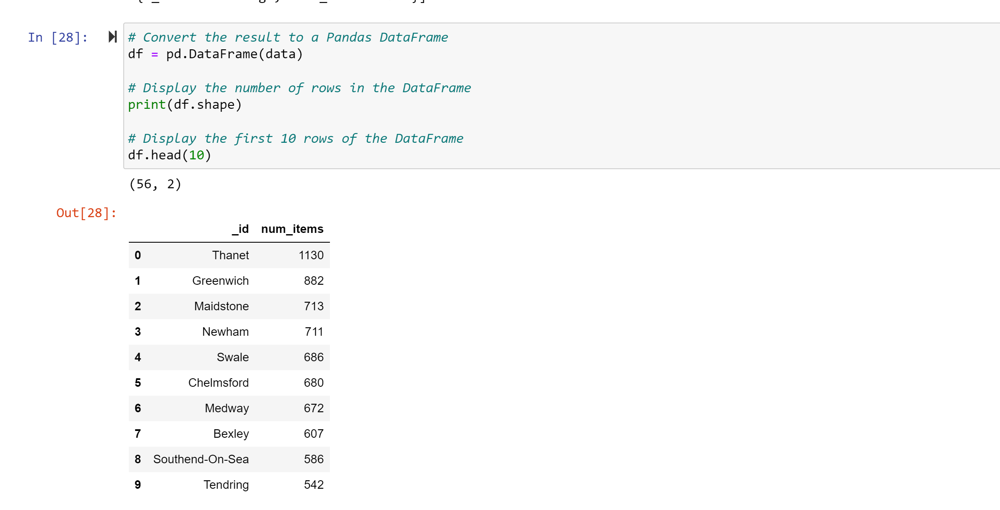 In [28]:
# Convert the result to a Pandas DataFrame
df = pd.DataFrame(data)
# Display the number of rows in the DataFrame
print(df.shape)
# Display the first 10 rows of the DataFrame
df.head(10)
(56, 2)
Out[28]:
_id num_items
0 Thanet 1130
1 Greenwich 882
2 Maidstone 713
3 Newham 711
4 Swale 686
5 Chelmsford 680
6 Medway 672
7 Bexley 607
8 Southend-On-Sea 586
9 Tendring 542